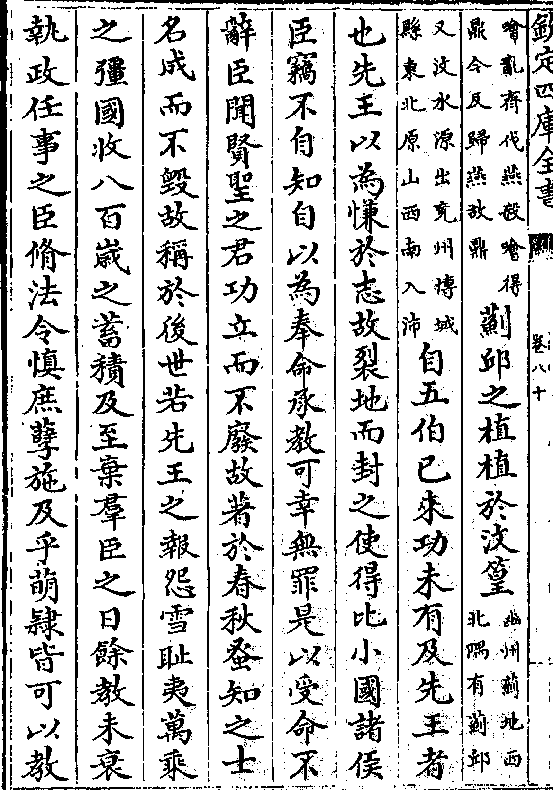 欽定四庫全書
卷八十
噲亂齊伐燕殺噲得
鼎今反歸燕故鼎
薊邱之植植於汶篁
幽州薊地西
北隅有薊邱
又汶水源出兗州博城
縣東北原山西南入沛
自五伯已來功未有及先王者
也先王以為慊於志故裂地而封之使得比小國諸侯
臣竊不自知自以為奉命承教可幸無罪是以受命不
辭臣聞賢聖之君功立而不廢故著於春秋蚤知之士
名成而不毀故稱於後世若先王之報怨雪恥夷萬乘
之彊國收八百歲之蓄積及至棄羣臣之日餘教未衰
執政任事之臣脩法令慎庶孽施及乎萌隸皆可以教